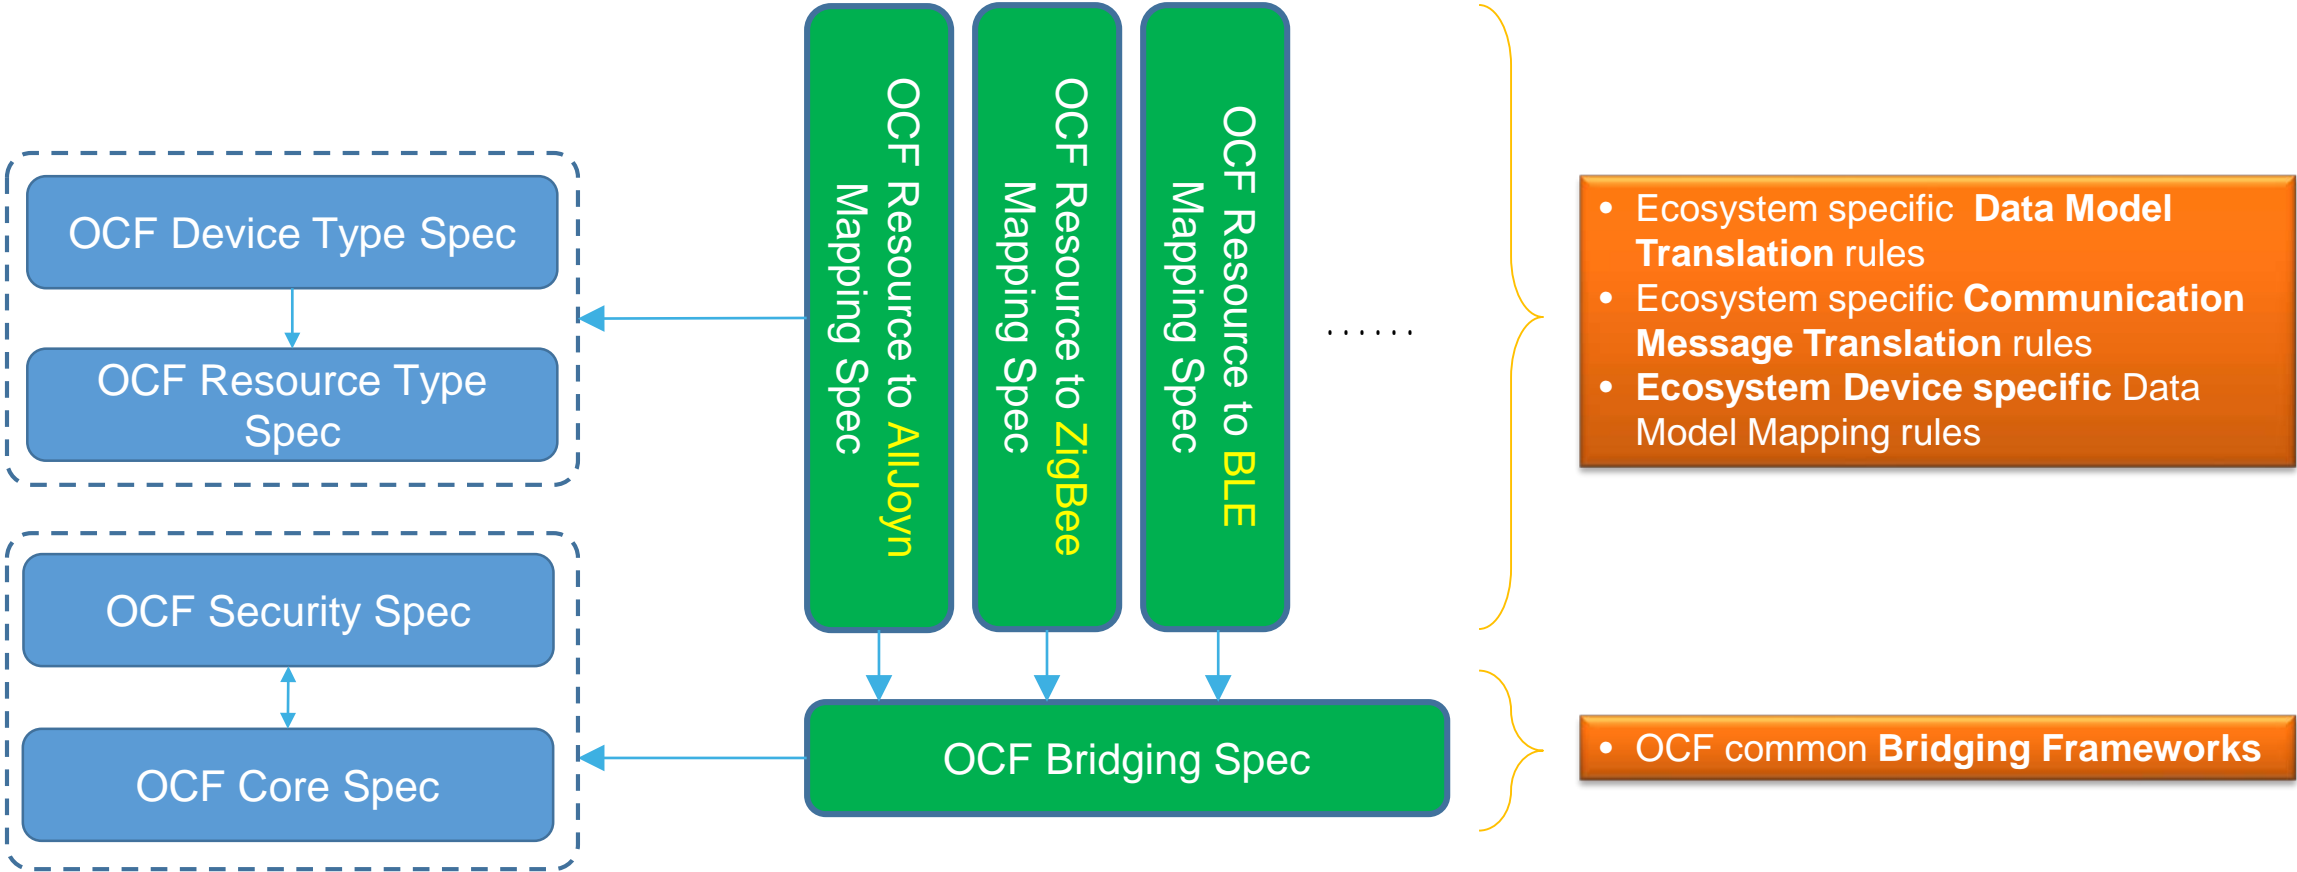 OCF Device Type Spec
OCF Resource Type
Spec
OCF Security Spec
OCF Core Spec
OCF Resource to AllJoyn
Mapping Spec
OCF Resource to ZigBee
Mapping Spec
OCF Resource to BLE
Mapping Spec
......
OCF Bridging Spec
• Ecosystem specific Data Model
Translation rules
• Ecosystem specific Communication
Message Translation rules
• Ecosystem Device specific Data
Model Mapping rules
• OCF common Bridging Frameworks